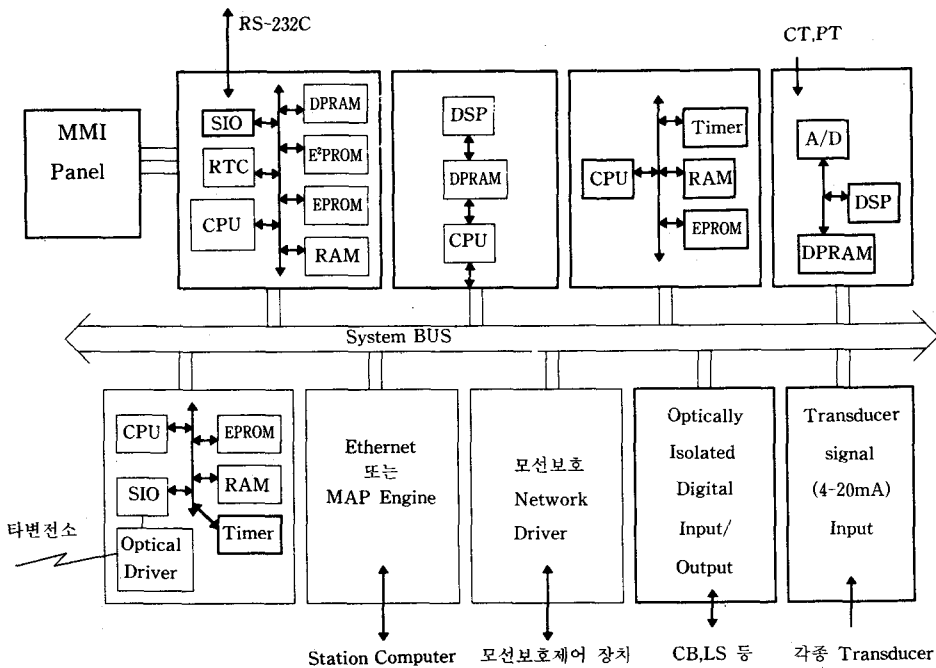 RS-232C
CT,PT
MMI
Panel
SIO
RTC
CPU
DPRAM
E²PROM
EPROM
RAM
DSP
DPRAM
CPU
CPU
Timer
RAM
EPROM
A/D
DSP
DPRAM
System BUS
CPU
SIO
Optical
Driver
EPROM
RAM
Timer
타변전소
Ethernet
또는
MAP Engine
모선보호
Network
Driver
Optically
Isolated
Digital
Input/
Output
Transducer
signal
(4-20mA)
Input
Station Computer
모선보호제어 장치
CB,LS 등
각종 Transducer